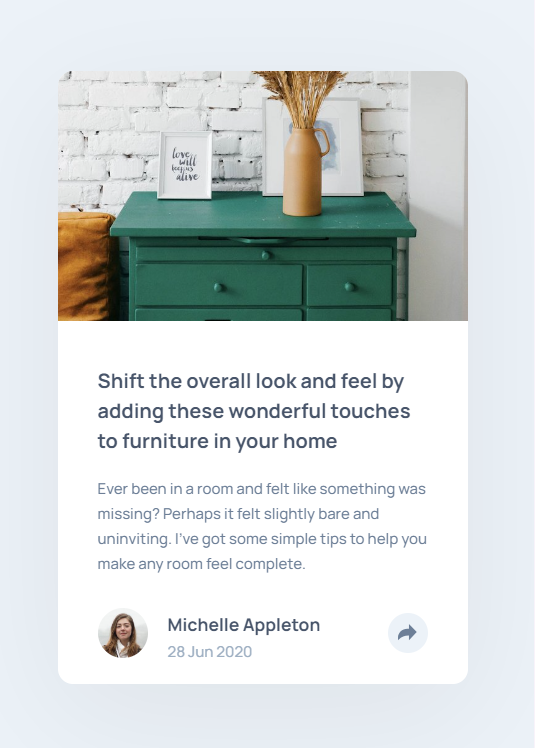 love
will
keep us
alive
Shift the overall look and feel by
adding these wonderful touches
to furniture in your home
Ever been in a room and felt like something was
missing? Perhaps it felt slightly bare and
uninviting. I've got some simple tips to help you
make any room feel complete.
Michelle Appleton
28 Jun 2020